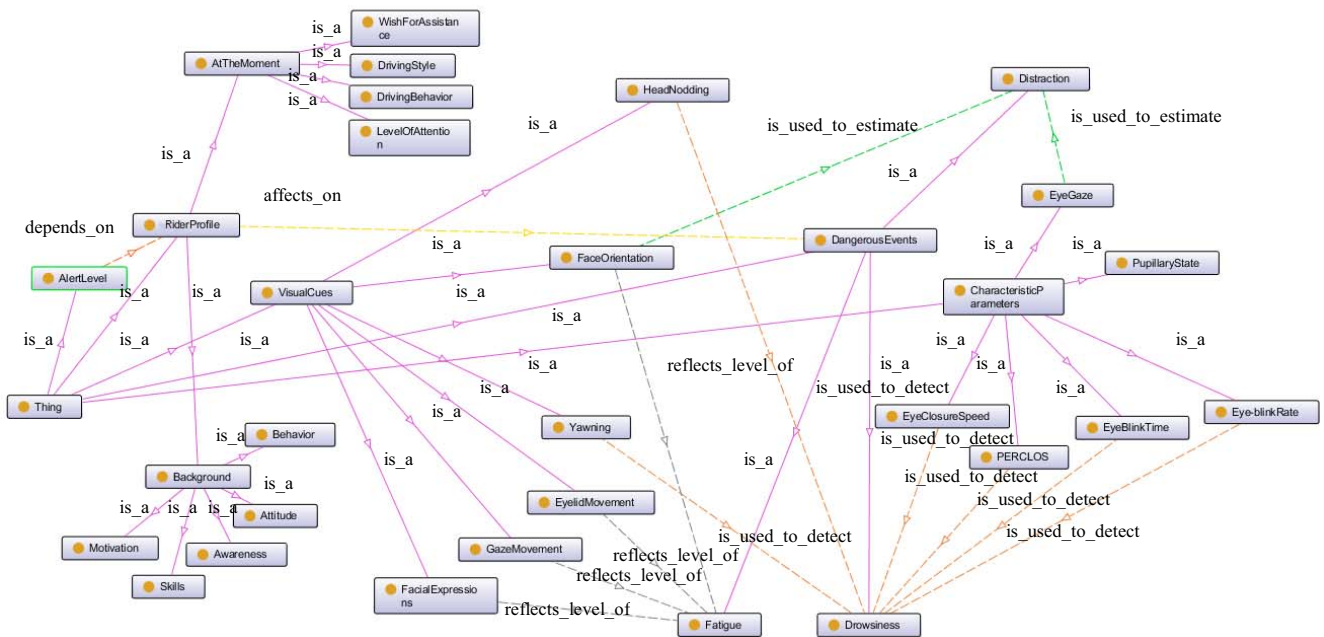 is_a
WishForAssistan
ce
is_a
AtTheMoment
DrivingStyle
is_a
DrivingBehavior
is_a
LevelOfAttentio
n
HeadNodding
Distraction
is_used_to_estimate
is_used_to_estimate
is_a
is_a
is_a
affects_on
EyeGaze
depends_on
RiderProfile
DangerousEvents
is_a
is_a
is_a
FaceOrientation
PupillaryState
AlertLevel
is_a
is_a
VisualCues
is_a
CharacteristicP
arameters
is_a
is_a
is_a
is_a
is_a
is_a
reflects_level_of
is_a
is_a
is_used_to_detect
is_a
is_a
is_a
Thing
EyeClosureSpeed
Eye-blinkRate
Yawning
EyeBlinkTime
is_a
Behavior
is_used_to_detect
PERCLOS
is_a
is_a
Background
is_used_to_detect
is_a
is_used_to_detect
EyelidMovement
is_a
is_a
is_a
Attitude
is_used_to_detect
is_used_to_detect
Motivation
Awareness
GazeMovement
reflects_level_of
reflects_level_of
Skills
FacialExpressio
ns
reflects_level_of
Fatigue
Drowsiness